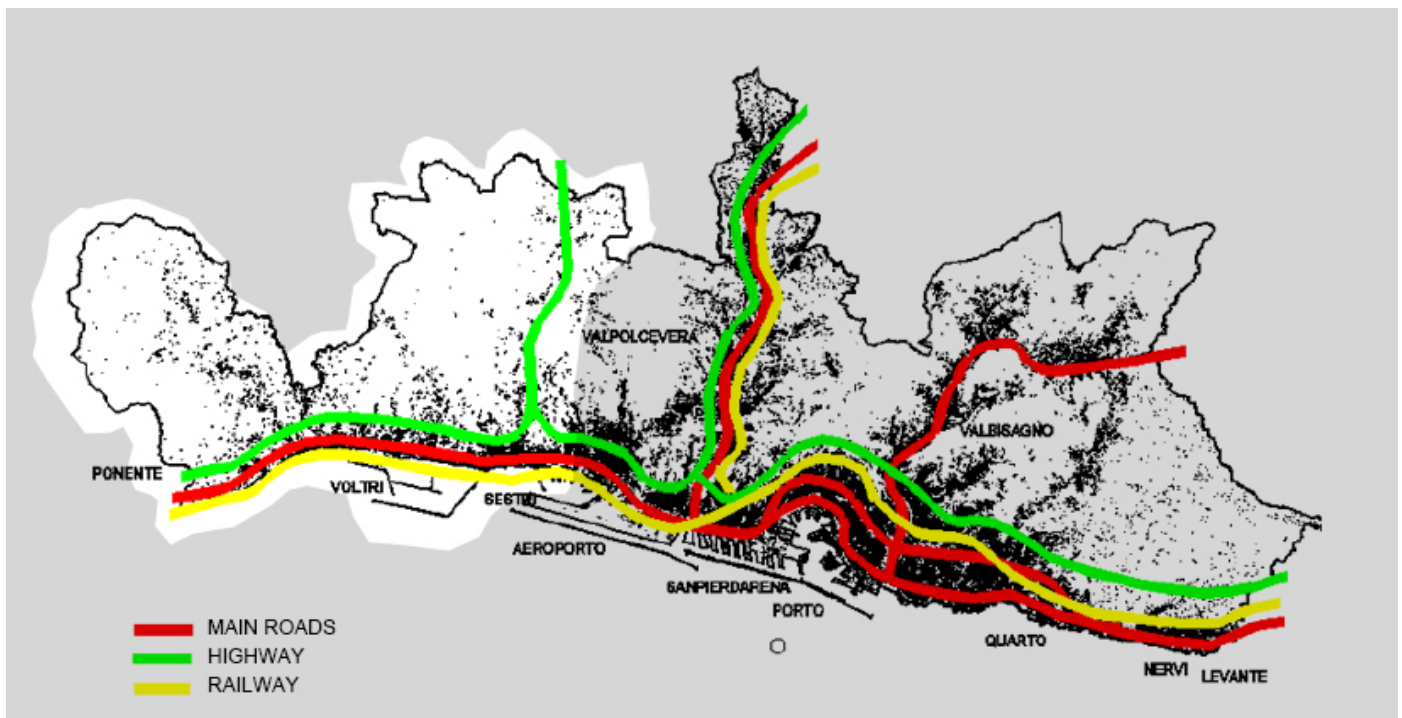 VALPOLCEVERA
VALBISAGNO
PONENTE
VOLTRI
SESTRI
AEROPORTO
SANPIERDARENA
PORTO
QUARTO
NERVI
LEVANTE
MAIN ROADS
HIGHWAY
RAILWAY